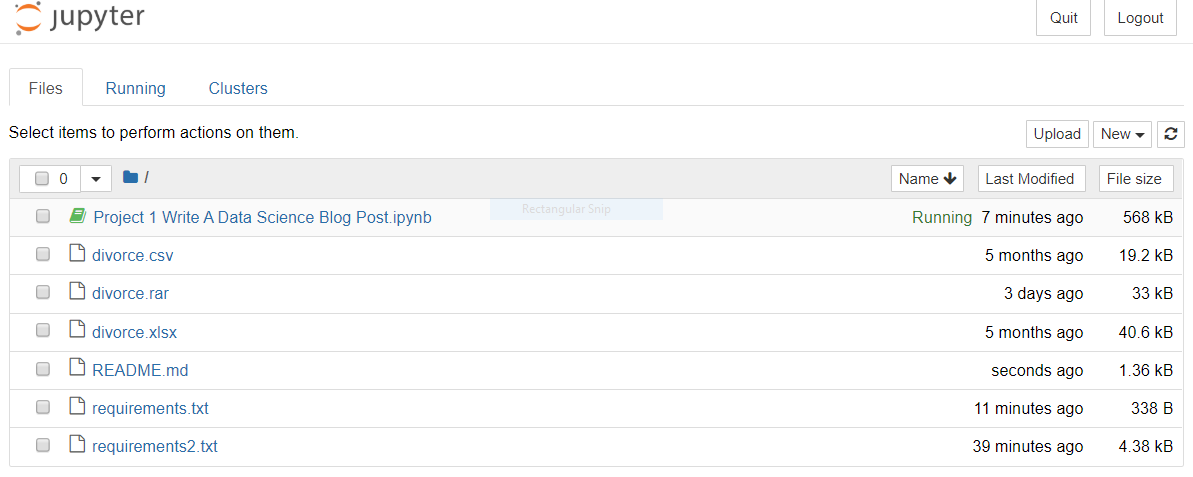 jupyter Quit Logout
Files Running Clusters
Select items to perform actions on them. Upload New
0 / Name Last Modified File size
Rectangular Snip
Project 1 Write A Data Science Blog Post.ipynb Running 7 minutes ago 568 kB
divorce.csv 5 months ago 19.2 kB
divorce.rar 3 days ago 33 kB
divorce.xlsx 5 months ago 40.6 kB
README.md seconds ago 1.36 kB
requirements.txt 11 minutes ago 338 B
requirements2.txt 39 minutes ago 4.38 kB